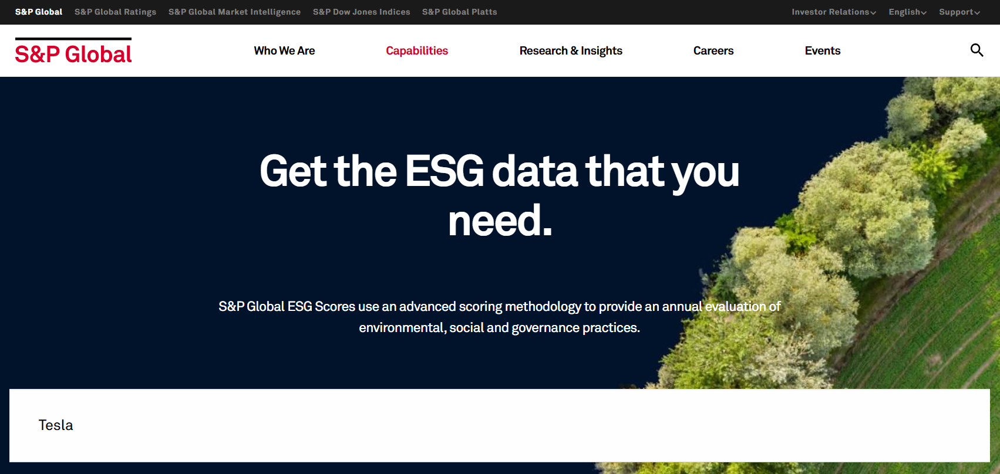 S&P Global S&P Global Ratings S&P Global Market Intelligence S&P Dow Jones Indices S&P Global Platts Investor Relations English Support
S&P Global Who We Are Capabilities Research & Insights Careers Events
Get the ESG data that you
need.
S&P Global ESG Scores use an advanced scoring methodology to provide an annual evaluation of
environmental, social and governance practices.
Tesla